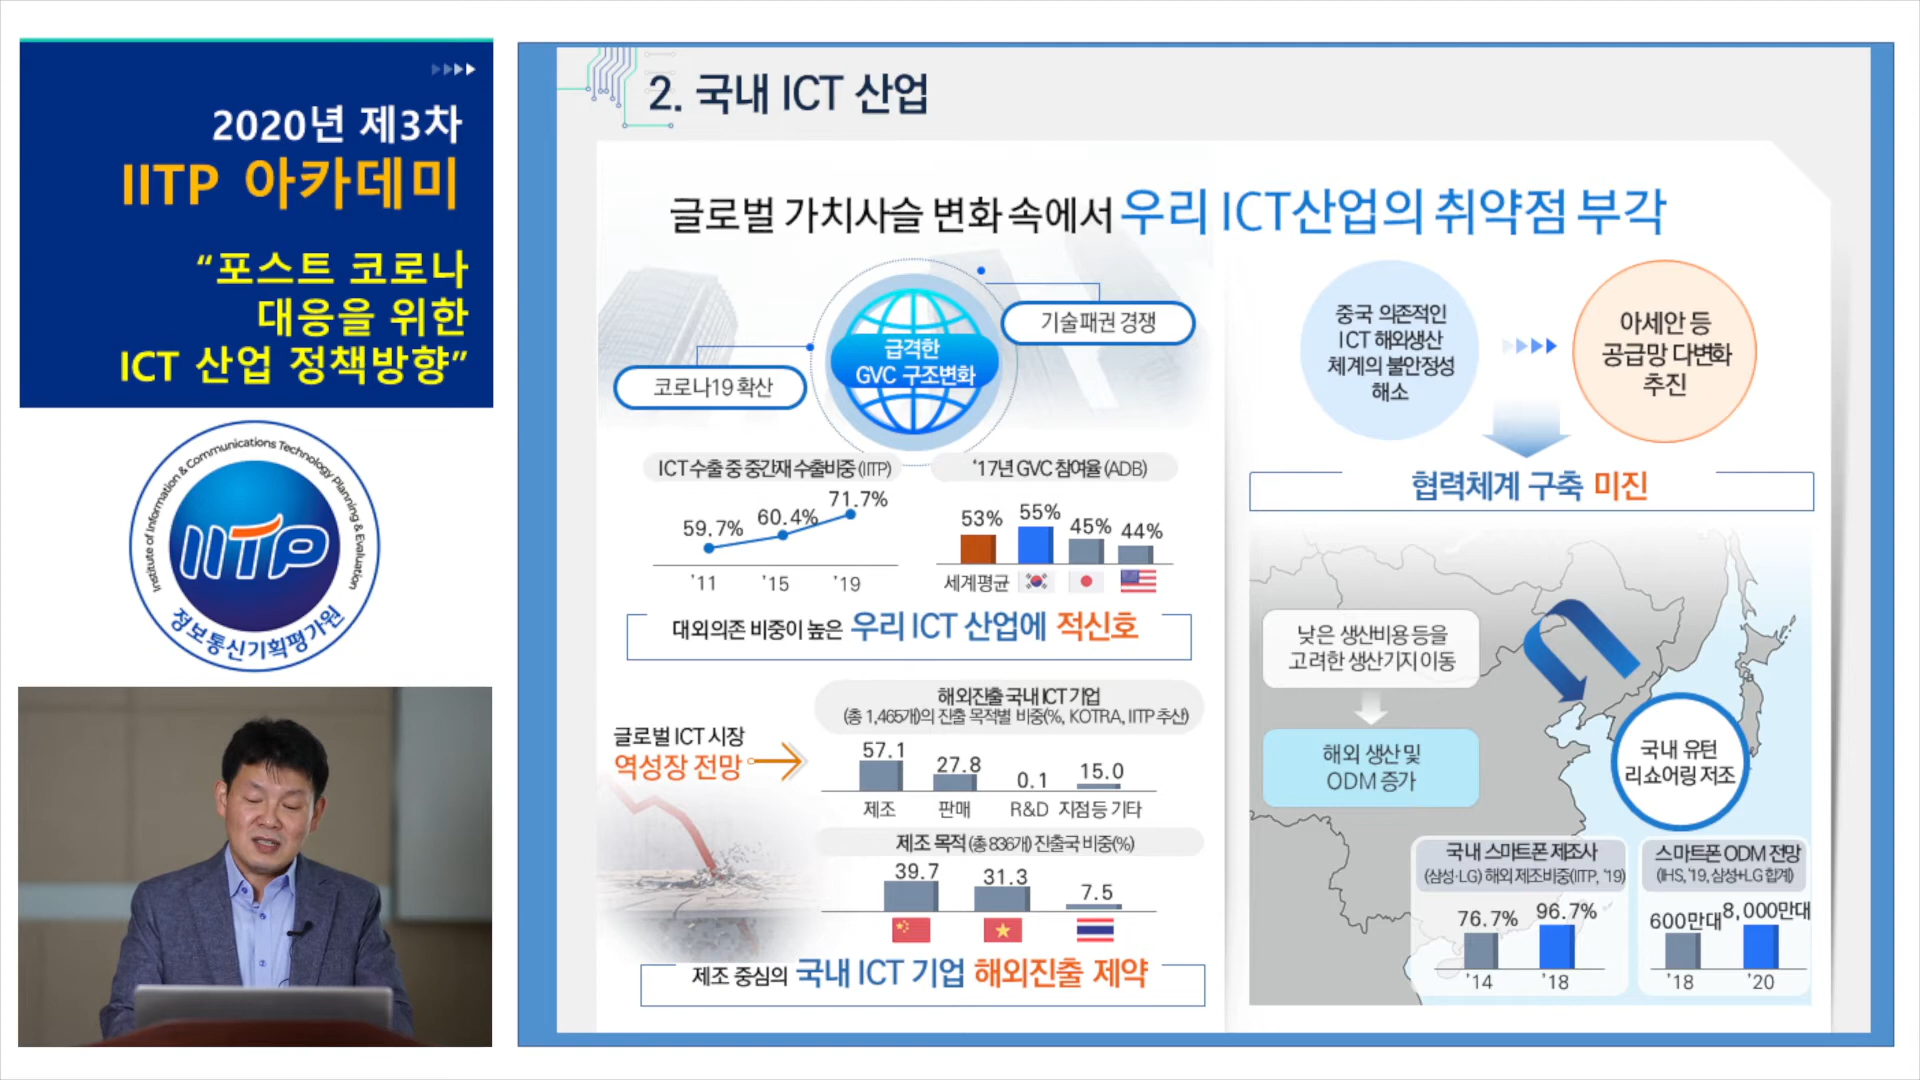 2020년 제3차
IITP 아카데미
“포스트 코로나
대응을 위한
ICT 산업 정책방향”
Institute of Information & Communications Technology Planning & Evaluation
IITP
정보통신기획평가원
2. 국내 ICT 산업
글로벌 가치사슬 변화 속에서 우리 ICT산업의 취약점 부각
기술패권 경쟁
급격한
GVC 구조변화
코로나19 확산
ICT 수출 중 중간재 수출비중 (IITP)
59.7%
60.4%
71.7%
'11
'15
'19
‘17년 GVC 참여율 (ADB)
53%
55%
45%
44%
세계평균
대외의존 비중이 높은 우리 ICT 산업에 적신호
글로벌 ICT 시장
역성장 전망
해외진출 국내 ICT 기업
(총 1,465개)의 진출 목적별 비중(%, KOTRA, IITP 추산)
57.1
27.8
0.1
15.0
제조
판매
R&D
지점등 기타
제조 목적 (총 836개) 진출국 비중(%)
39.7
31.3
7.5
제조 중심의 국내 ICT 기업 해외진출 제약
중국 의존적인
ICT 해외생산
체계의 불안정성
해소
아세안 등
공급망 다변화
추진
협력체계 구축 미진
낮은 생산비용 등을
고려한 생산기지 이동
해외 생산 및
ODM 증가
국내 유턴
리쇼어링 저조
국내 스마트폰 제조사
(삼성·LG) 해외 제조비중(IITP, '19)
76.7%
96.7%
'14
'18
스마트폰 ODM 전망
(IHS, '19, 삼성+LG 합계)
600만대
8,000만대
'18
'20